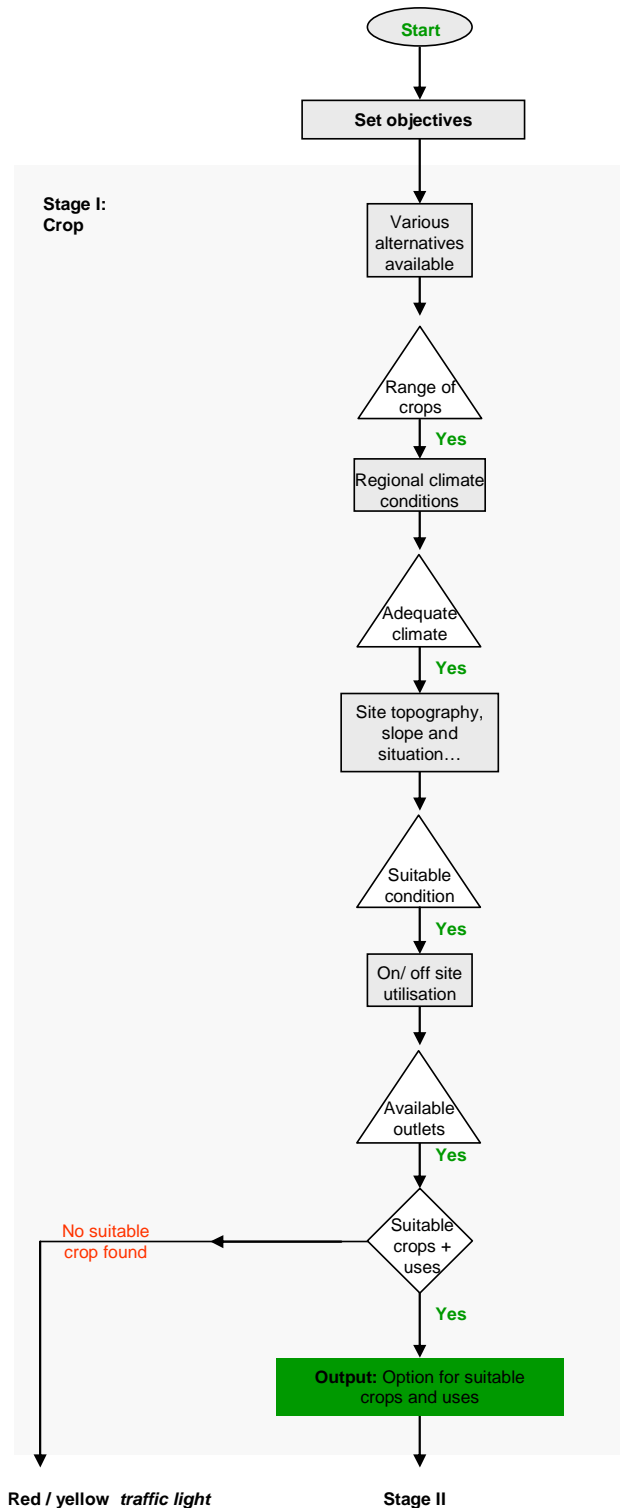 Start
Set objectives
Stage I:
Crop
Various
alternatives
available
Range of
crops
Yes
Regional climate
conditions
Adequate
climate
Yes
Site topography,
slope and
situation…
Suitable
condition
Yes
On/ off site
utilisation
Available
outlets
Yes
No suitable
crop found
Suitable
crops +
uses
Yes
Output: Option for suitable
crops and uses
Red / yellow traffic light
Stage II